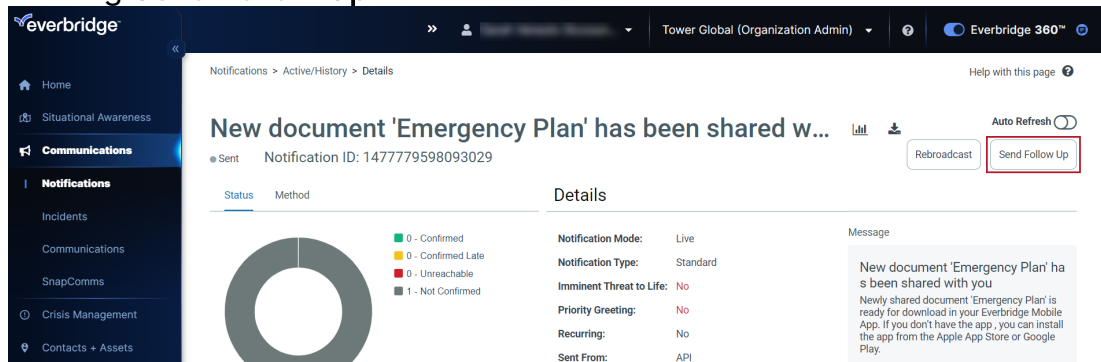 everbridge
»
Tower Global (Organization Admin)
Everbridge 360™
«
Notifications > Active/History > Details
Help with this page
Home
Situational Awareness
Communications
Notifications
Incidents
Communications
SnapComms
Crisis Management
Contacts + Assets
New document 'Emergency Plan' has been shared w...
Auto Refresh
Sent Notification ID: 1477779598093029
Rebroadcast
Send Follow Up
Status Method
Details
0 - Confirmed
0 - Confirmed Late
0 - Unreachable
1 - Not Confirmed
Notification Mode: Live
Notification Type: Standard
Imminent Threat to Life: No
Priority Greeting: No
Recurring: No
Sent From: API
Message
New document 'Emergency Plan' ha
s been shared with you
Newly shared document 'Emergency Plan' is
ready for download in your Everbridge Mobile
App. If you don't have the app , you can install
the app from the Apple App Store or Google
Play.